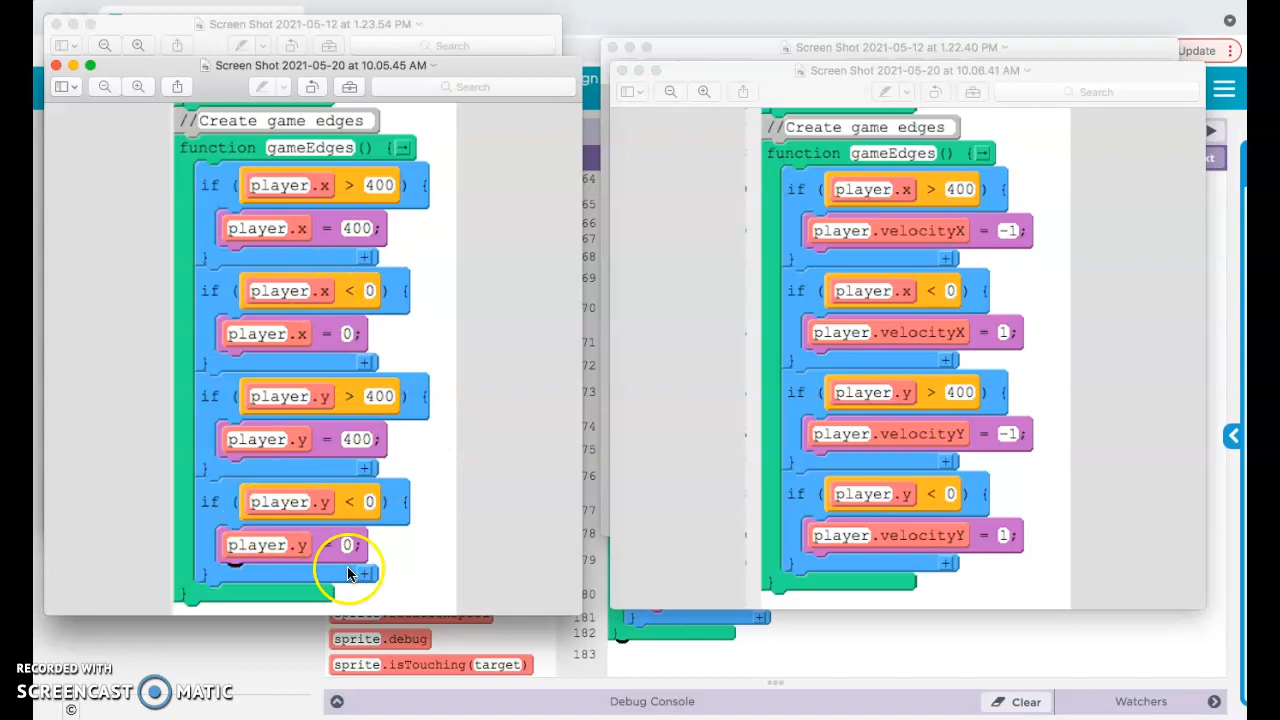 Screen Shot 2021-05-12 at 1.23.54 PM
Search
Screen Shot 2021-05-20 at 10.05.45 AM
Search
//Create game edges
function gameEdges() {
if (player.x > 400) {
player.x = 400;
}
if (player.x < 0) {
player.x = 0;
}
if (player.y > 400) {
player.y = 400;
}
if (player.y < 0) {
player.y = 0;
}
}
sprite.debug
sprite.isTouching(target)
Screen Shot 2021-05-12 at 1.22.40 PM
Update
Screen Shot 2021-05-20 at 10.06.41 AM
Search
//Create game edges
function gameEdges() {
if (player.x > 400) {
player.velocityX = -1;
}
if (player.x < 0) {
player.velocityX = 1;
}
if (player.y > 400) {
player.velocityY = -1;
}
if (player.y < 0) {
player.velocityY = 1;
}
}
64
65
66
67
68
69
70
71
72
73
74
75
76
77
78
79
80
181
182
183
}
Debug Console
Clear
Watchers
RECORDED WITH
SCREENCAST MATIC
©